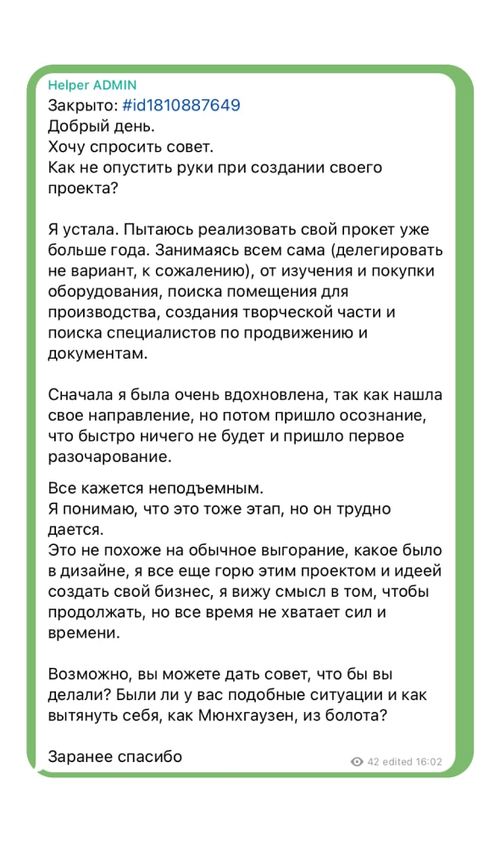 Helper ADMIN
Закрыто: #id1810887649
Добрый день.
Хочу спросить совет.
Как не опустить руки при создании своего
проекта?
Я устала. Пытаюсь реализовать свой прокет уже
больше года. Занимаясь всем сама (делегировать
не вариант, к сожалению), от изучения и покупки
оборудования, поиска помещения для
производства, создания творческой части и
поиска специалистов по продвижению и
документам.
Сначала я была очень вдохновлена, так как нашла
свое направление, но потом пришло осознание,
что быстро ничего не будет и пришло первое
разочарование.
Все кажется неподъемным.
Я понимаю, что это тоже этап, но он трудно
дается.
Это не похоже на обычное выгорание, какое было
в дизайне, я все еще горю этим проектом и идеей
создать свой бизнес, я вижу смысл в том, чтобы
продолжать, но все время не хватает сил и
времени.
Возможно, вы можете дать совет, что бы вы
делали? Были ли у вас подобные ситуации и как
вытянуть себя, как Мюнхгаузен, из болота?
Заранее спасибо
42 edited 16:02